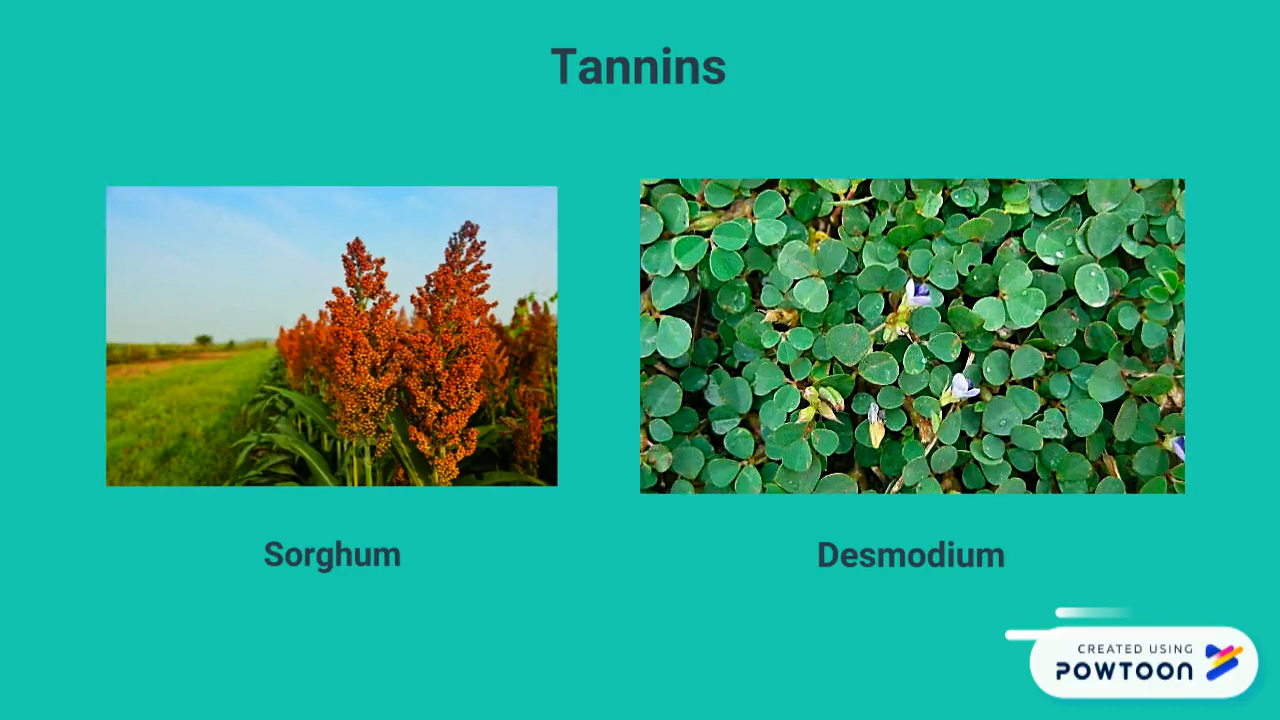 Tannins
Sorghum
Desmodium
CREATED USING
POWTOON